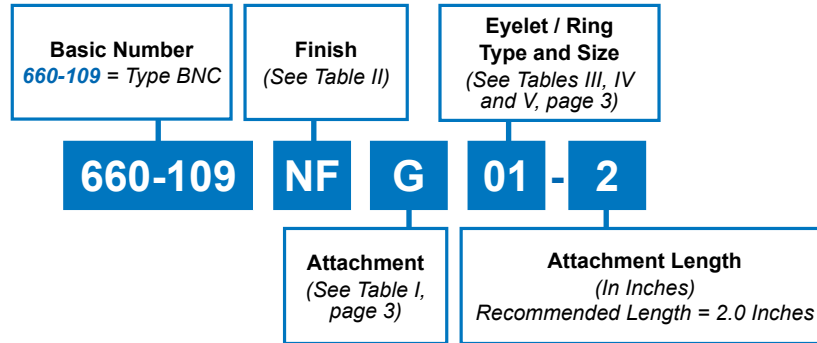 Basic Number
660-109 = Type BNC
Finish
(See Table II)
Eyelet / Ring
Type and Size
(See Tables III, IV
and V, page 3)
660-109 NF G 01 - 2
Attachment
(See Table I,
page 3)
Attachment Length
(In Inches)
Recommended Length = 2.0 Inches